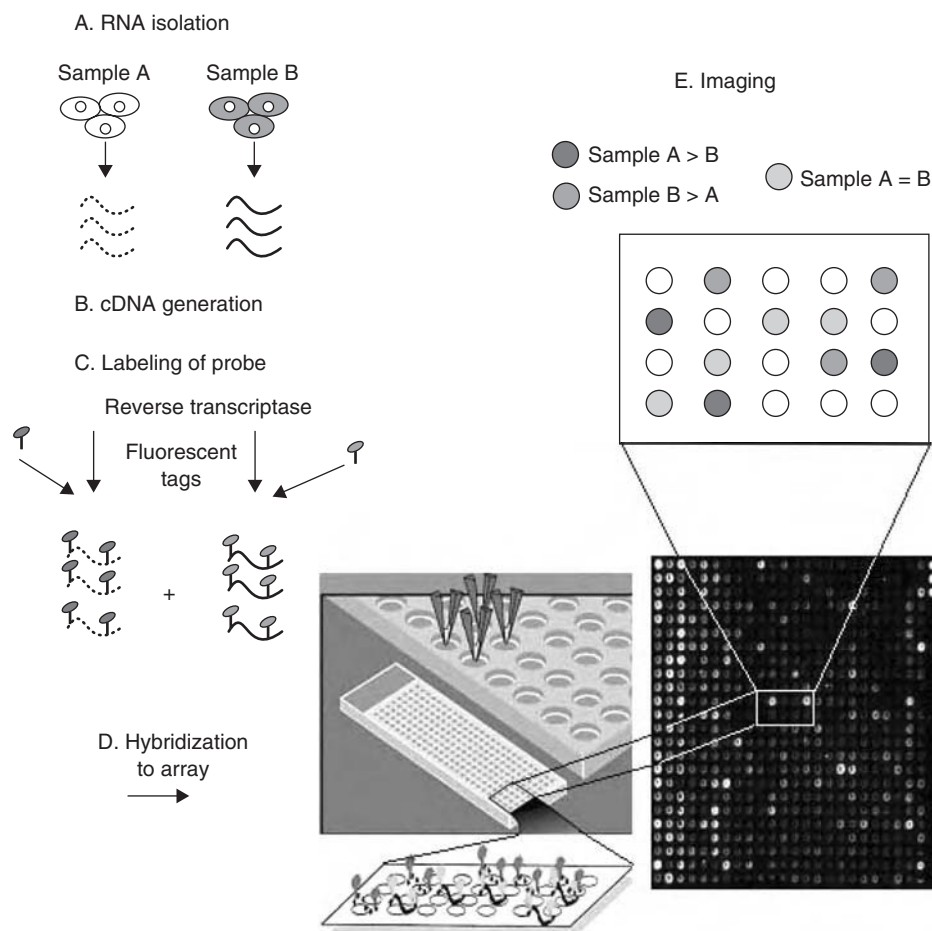 A. RNA isolation
Sample A
Sample B
B. cDNA generation
C. Labeling of probe
Reverse transcriptase
Fluorescent
tags
+
D. Hybridization
to array
E. Imaging
Sample A > B
Sample B > A
Sample A = B